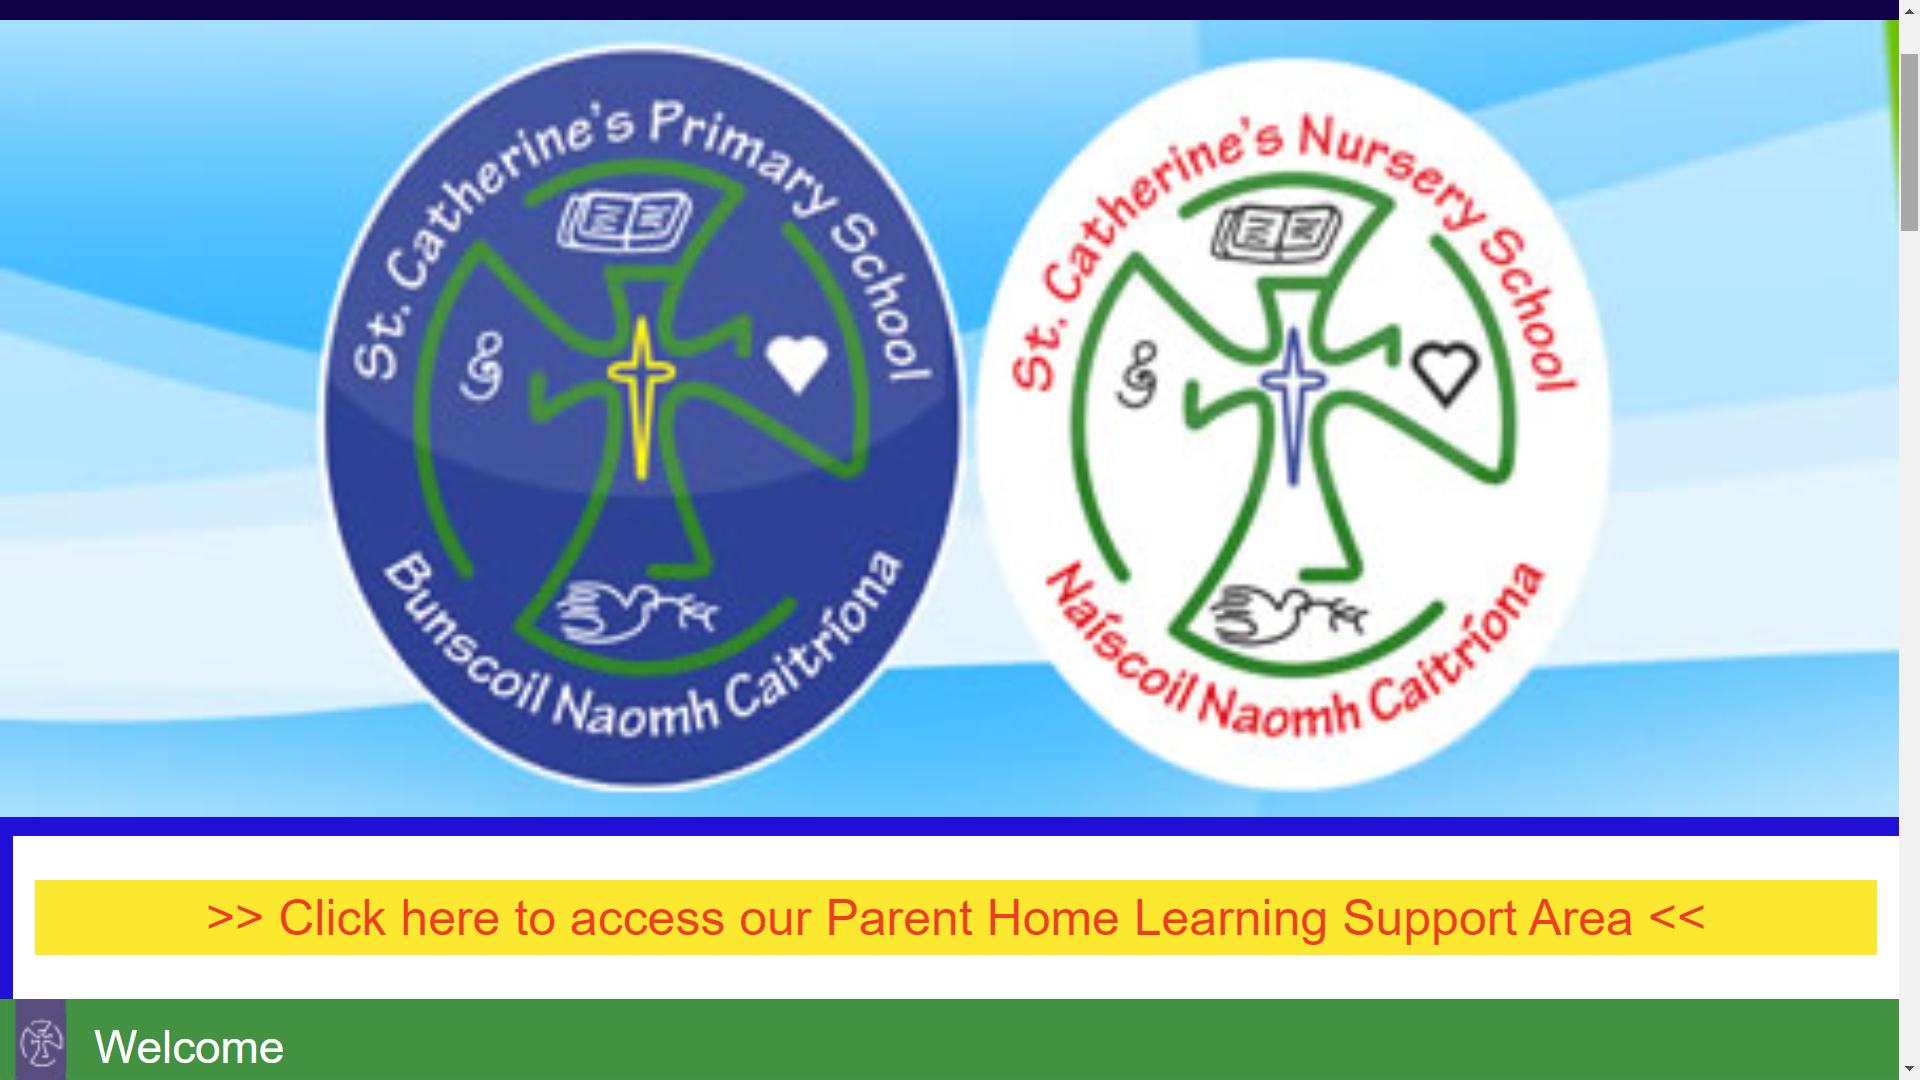 St. Catherine's Primary School
Bunscoil Naomh Caitríona
St. Catherine's Nursery School
Naíscoil Naomh Caitríona
>> Click here to access our Parent Home Learning Support Area <<
Welcome